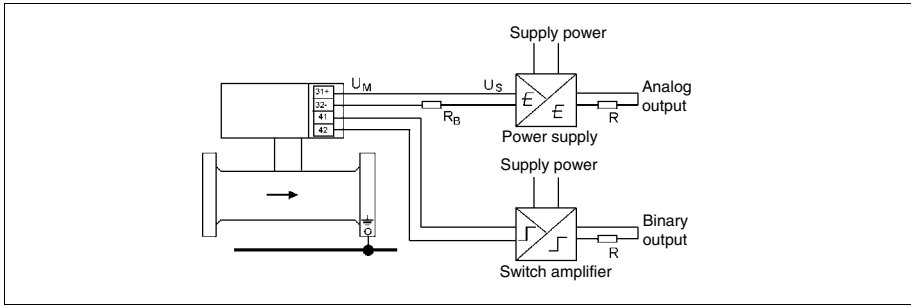 Supply power
31+
32-
41
42
U_M
U_S
R_B
R
Analog
output
Power supply
Supply power
R
Binary
output
Switch amplifier